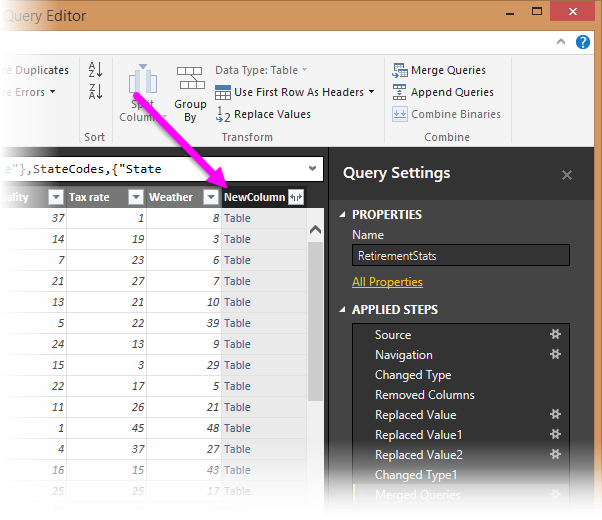 Query Editor
ve Duplicates
ve Errors
Sort
Split
Column
Group
By
Data Type: Table
Use First Row As Headers
Replace Values
Transform
Merge Queries
Append Queries
Combine Binaries
Combine
e"},StateCodes,{"State
Query Settings
ality Tax rate Weather NewColumn
37 1 8 Table
14 19 3 Table
7 23 6 Table
21 27 7 Table
13 21 10 Table
5 22 39 Table
24 13 9 Table
15 3 29 Table
22 17 5 Table
11 26 21 Table
1 45 48 Table
4 37 27 Table
16 15 43 Table
25 25 17 Table
PROPERTIES
Name
RetirementStats
All Properties
APPLIED STEPS
Source
Navigation
Changed Type
Removed Columns
Replaced Value
Replaced Value1
Replaced Value2
Changed Type1
Merged Queries